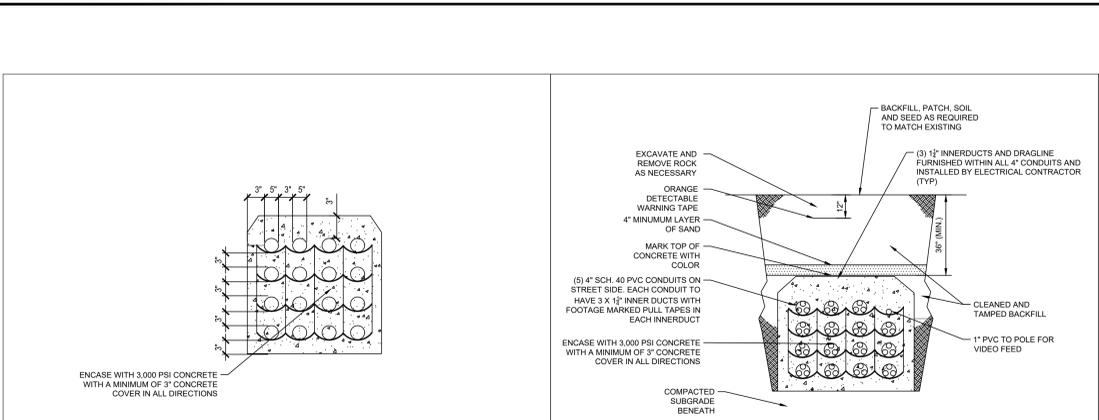 3" 5" 3" 5"
3"
3"
3"
3"
3"
3"
ENCASE WITH 3,000 PSI CONCRETE
WITH A MINIMUM OF 3" CONCRETE
COVER IN ALL DIRECTIONS
BACKFILL, PATCH, SOIL
AND SEED AS REQUIRED
TO MATCH EXISTING
(3) 1¼" INNERDUCTS AND DRAGLINE
FURNISHED WITHIN ALL 4" CONDUITS AND
INSTALLED BY ELECTRICAL CONTRACTOR
(TYP)
EXCAVATE AND
REMOVE ROCK
AS NECESSARY
ORANGE
DETECTABLE
WARNING TAPE
4" MINUMUM LAYER
OF SAND
MARK TOP OF
CONCRETE WITH
COLOR
(5) 4" SCH. 40 PVC CONDUITS ON
STREET SIDE. EACH CONDUIT TO
HAVE 3 X 1¼" INNER DUCTS WITH
FOOTAGE MARKED PULL TAPES IN
EACH INNERDUCT
ENCASE WITH 3,000 PSI CONCRETE
WITH A MINIMUM OF 3" CONCRETE
COVER IN ALL DIRECTIONS
COMPACTED
SUBGRADE
BENEATH
12"
36" (MIN.)
CLEANED AND
TAMPED BACKFILL
1" PVC TO POLE FOR
VIDEO FEED